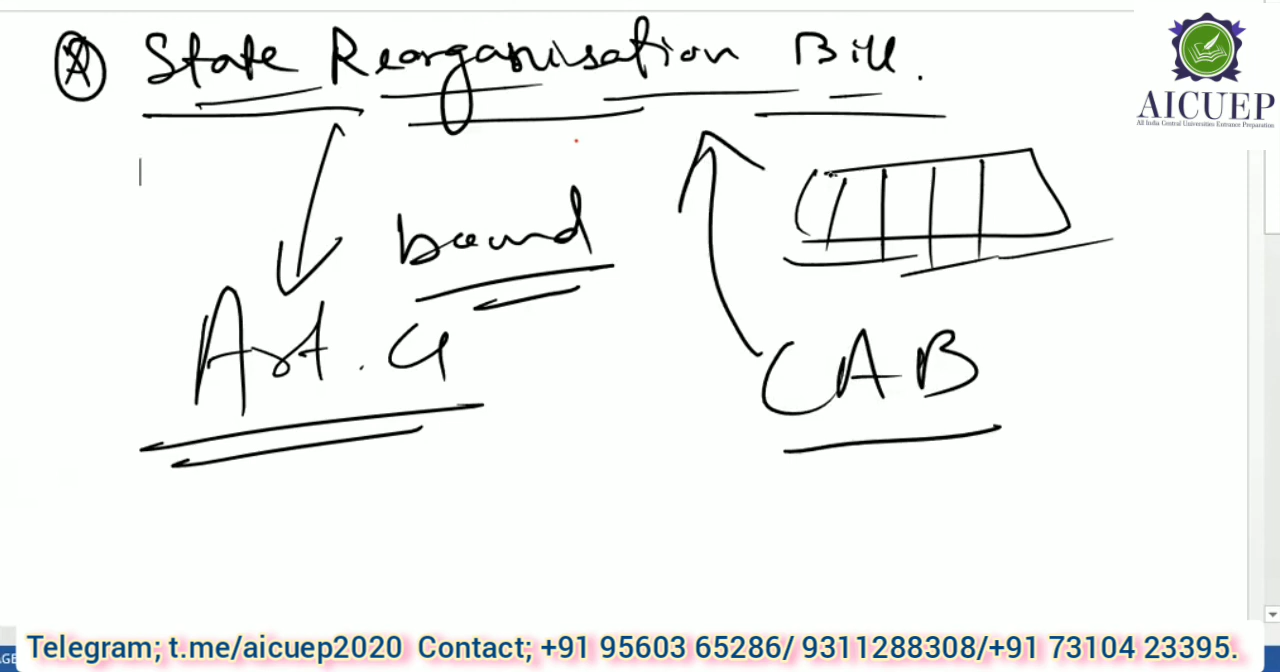 A State Reorganisation Bill.
AICUEP
All India Central Universities Entrance Preparation
bound
Art. 4
CAB
Telegram; t.me/aicuep2020 Contact; +91 95603 65286/ 9311288308/+91 73104 23395.